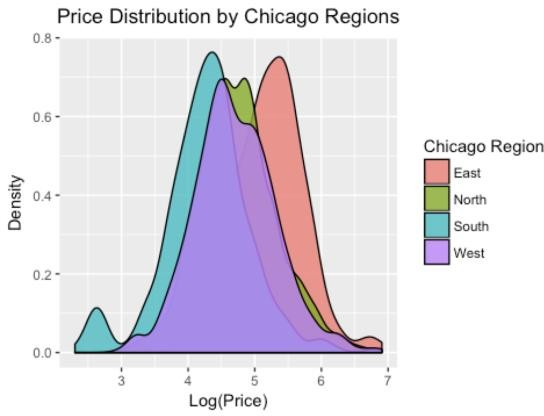 Price Distribution by Chicago Regions
0.8
0.6
0.4
0.2
0.0
Density
3 4 5 6 7
Log(Price)
Chicago Region
East
North
South
West